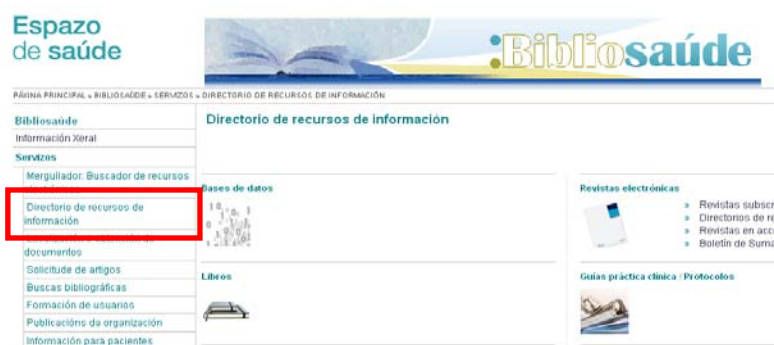 Espazo
de saúde
:Bibliosaúde
PÁXINA PRINCIPAL » BIBLIOSAÚDE » SERVIZOS » DIRECTORIO DE RECURSOS DE INFORMACIÓN
Bibliosaúde
Información Xeral
Servizos
Mergullador. Buscador de recursos
Directorio de recursos de
información
documentos
Solicitude de artigos
Buscas bibliográficas
Formación de usuarios
Publicacións da organización
Información para pacientes
Directorio de recursos de información
Bases de datos
Libros
Revistas electrónicas
» Revistas subscr
» Directorios de re
» Revistas en acc
» Boletín de Suma
Guías práctica clínica / Protocolos